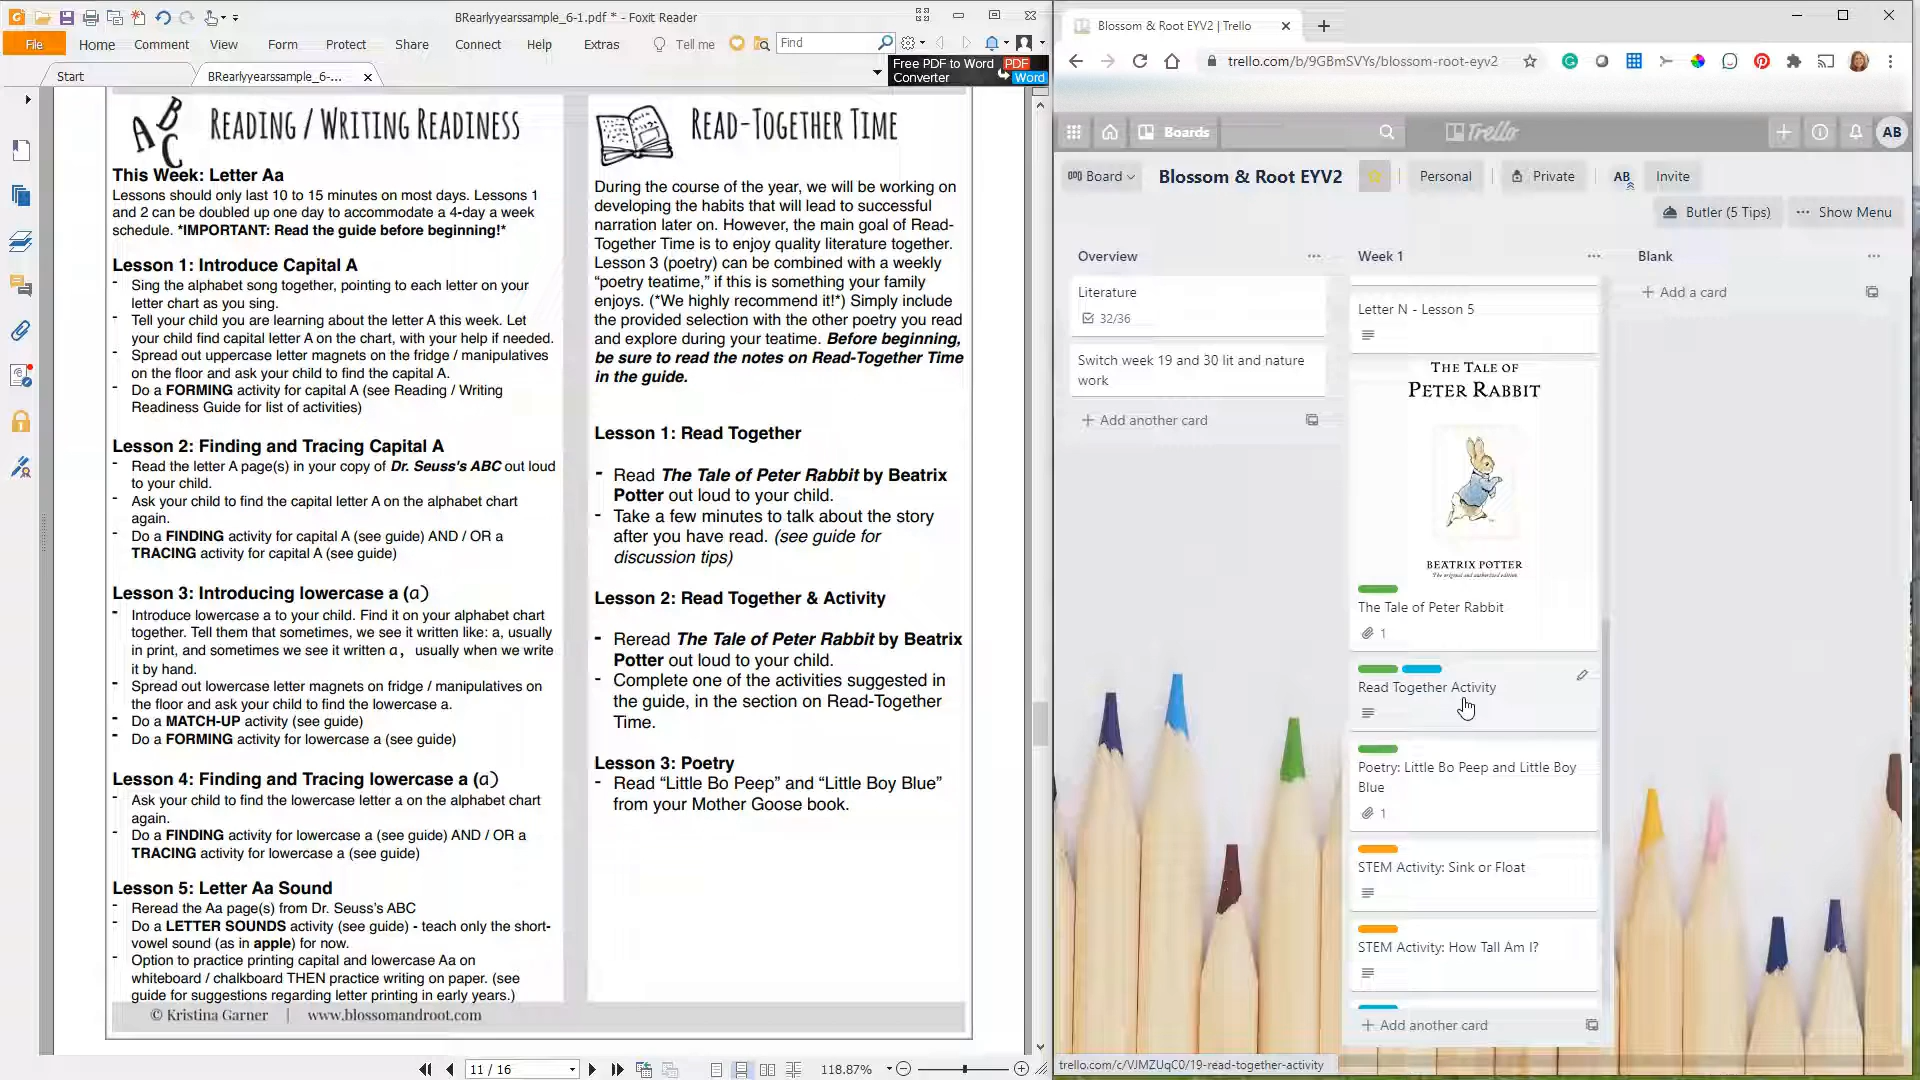 BRearlyyearssample_6-1.pdf * - Foxit Reader
File
Home
Comment
View
Form
Protect
Share
Connect
Help
Extras
Tell me
Find
Start
BRearlyyearssample_6-...
Free PDF to Word
Converter
PDF
Word
READING / WRITING READINESS
This Week: Letter Aa
Lessons should only last 10 to 15 minutes on most days. Lessons 1
and 2 can be doubled up one day to accommodate a 4-day a week
schedule. *IMPORTANT: Read the guide before beginning!*
Lesson 1: Introduce Capital A
- Sing the alphabet song together, pointing to each letter on your
letter chart as you sing.
- Tell your child you are learning about the letter A this week. Let
your child find capital letter A on the chart, with your help if needed.
- Spread out uppercase letter magnets on the fridge / manipulatives
on the floor and ask your child to find the capital A.
- Do a FORMING activity for capital A (see Reading / Writing
Readiness Guide for list of activities)
Lesson 2: Finding and Tracing Capital A
- Read the letter A page(s) in your copy of Dr. Seuss's ABC out loud
to your child.
- Ask your child to find the capital letter A on the alphabet chart
again.
- Do a FINDING activity for capital A (see guide) AND / OR a
TRACING activity for capital A (see guide)
Lesson 3: Introducing lowercase a (a)
- Introduce lowercase a to your child. Find it on your alphabet chart
together. Tell them that sometimes, we see it written like: a, usually
in print, and sometimes we see it written a, usually when we write
it by hand.
- Spread out lowercase letter magnets on fridge / manipulatives on
the floor and ask your child to find the lowercase a.
- Do a MATCH-UP activity (see guide)
- Do a FORMING activity for lowercase a (see guide)
Lesson 4: Finding and Tracing lowercase a (a)
- Ask your child to find the lowercase letter a on the alphabet chart
again.
- Do a FINDING activity for lowercase a (see guide) AND / OR a
TRACING activity for lowercase a (see guide)
Lesson 5: Letter Aa Sound
- Reread the Aa page(s) from Dr. Seuss's ABC
- Do a LETTER SOUNDS activity (see guide) - teach only the short-
vowel sound (as in apple) for now.
- Option to practice printing capital and lowercase Aa on
whiteboard / chalkboard THEN practice writing on paper. (see
guide for suggestions regarding letter printing in early years.)
© Kristina Garner | www.blossomandroot.com
READ-TOGETHER TIME
During the course of the year, we will be working on
developing the habits that will lead to successful
narration later on. However, the main goal of Read-
Together Time is to enjoy quality literature together.
Lesson 3 (poetry) can be combined with a weekly
“poetry teatime,” if this is something your family
enjoys. (*We highly recommend it!*) Simply include
the provided selection with the other poetry you read
and explore during your teatime. Before beginning,
be sure to read the notes on Read-Together Time
in the guide.
Lesson 1: Read Together
- Read The Tale of Peter Rabbit by Beatrix
Potter out loud to your child.
- Take a few minutes to talk about the story
after you have read. (see guide for
discussion tips)
Lesson 2: Read Together & Activity
- Reread The Tale of Peter Rabbit by Beatrix
Potter out loud to your child.
- Complete one of the activities suggested in
the guide, in the section on Read-Together
Time.
Lesson 3: Poetry
- Read “Little Bo Peep” and “Little Boy Blue”
from your Mother Goose book.
11 / 16
118.87%
Blossom & Root EYV2 | Trello
trello.com/b/9GBmSVYs/blossom-root-eyv2
Boards
Trello
AB
Board
Blossom & Root EYV2
Personal
Private
AB
Invite
Butler (5 Tips)
Show Menu
Overview
Literature
32/36
Switch week 19 and 30 lit and nature
work
+ Add another card
Week 1
Letter N - Lesson 5
THE TALE OF
PETER RABBIT
BEATRIX POTTER
The original and authorized edition
The Tale of Peter Rabbit
1
Read Together Activity
Poetry: Little Bo Peep and Little Boy
Blue
1
STEM Activity: Sink or Float
STEM Activity: How Tall Am I?
+ Add another card
Blank
+ Add a card
trello.com/c/VJMZUqC0/19-read-together-activity